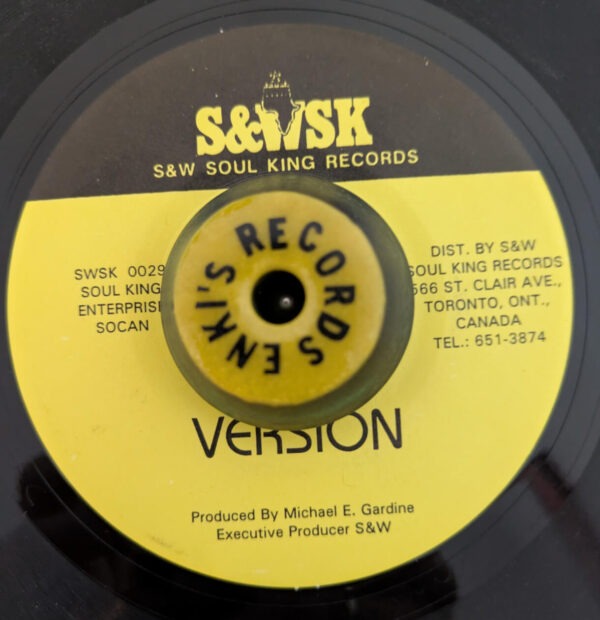 S&WSK
S&W SOUL KING RECORDS
SWSK 0029
SOUL KING
ENTERPRISE
SOCAN
ENKI'S RECORDS
DIST. BY S&W
SOUL KING RECORDS
566 ST. CLAIR AVE.,
TORONTO, ONT.,
CANADA
TEL.: 651-3874
VERSION
Produced By Michael E. Gardine
Executive Producer S&W